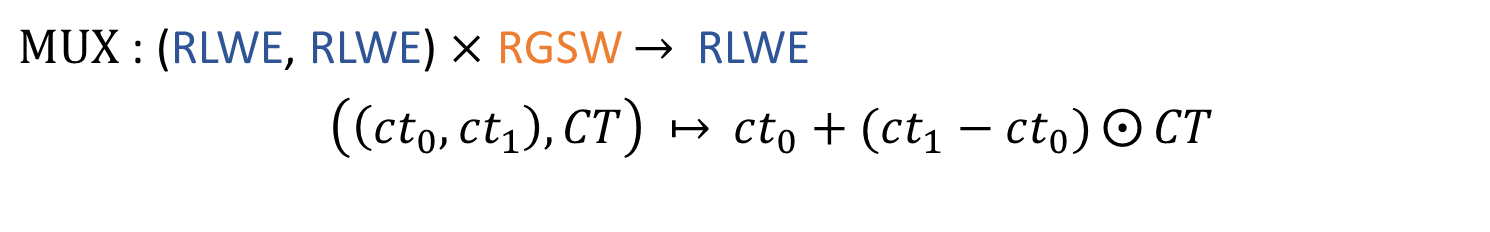 MUX : (RLWE, RLWE) × RGSW → RLWE
((ct₀, ct₁), CT) ↦ ct₀ + (ct₁ − ct₀) ⊙ CT